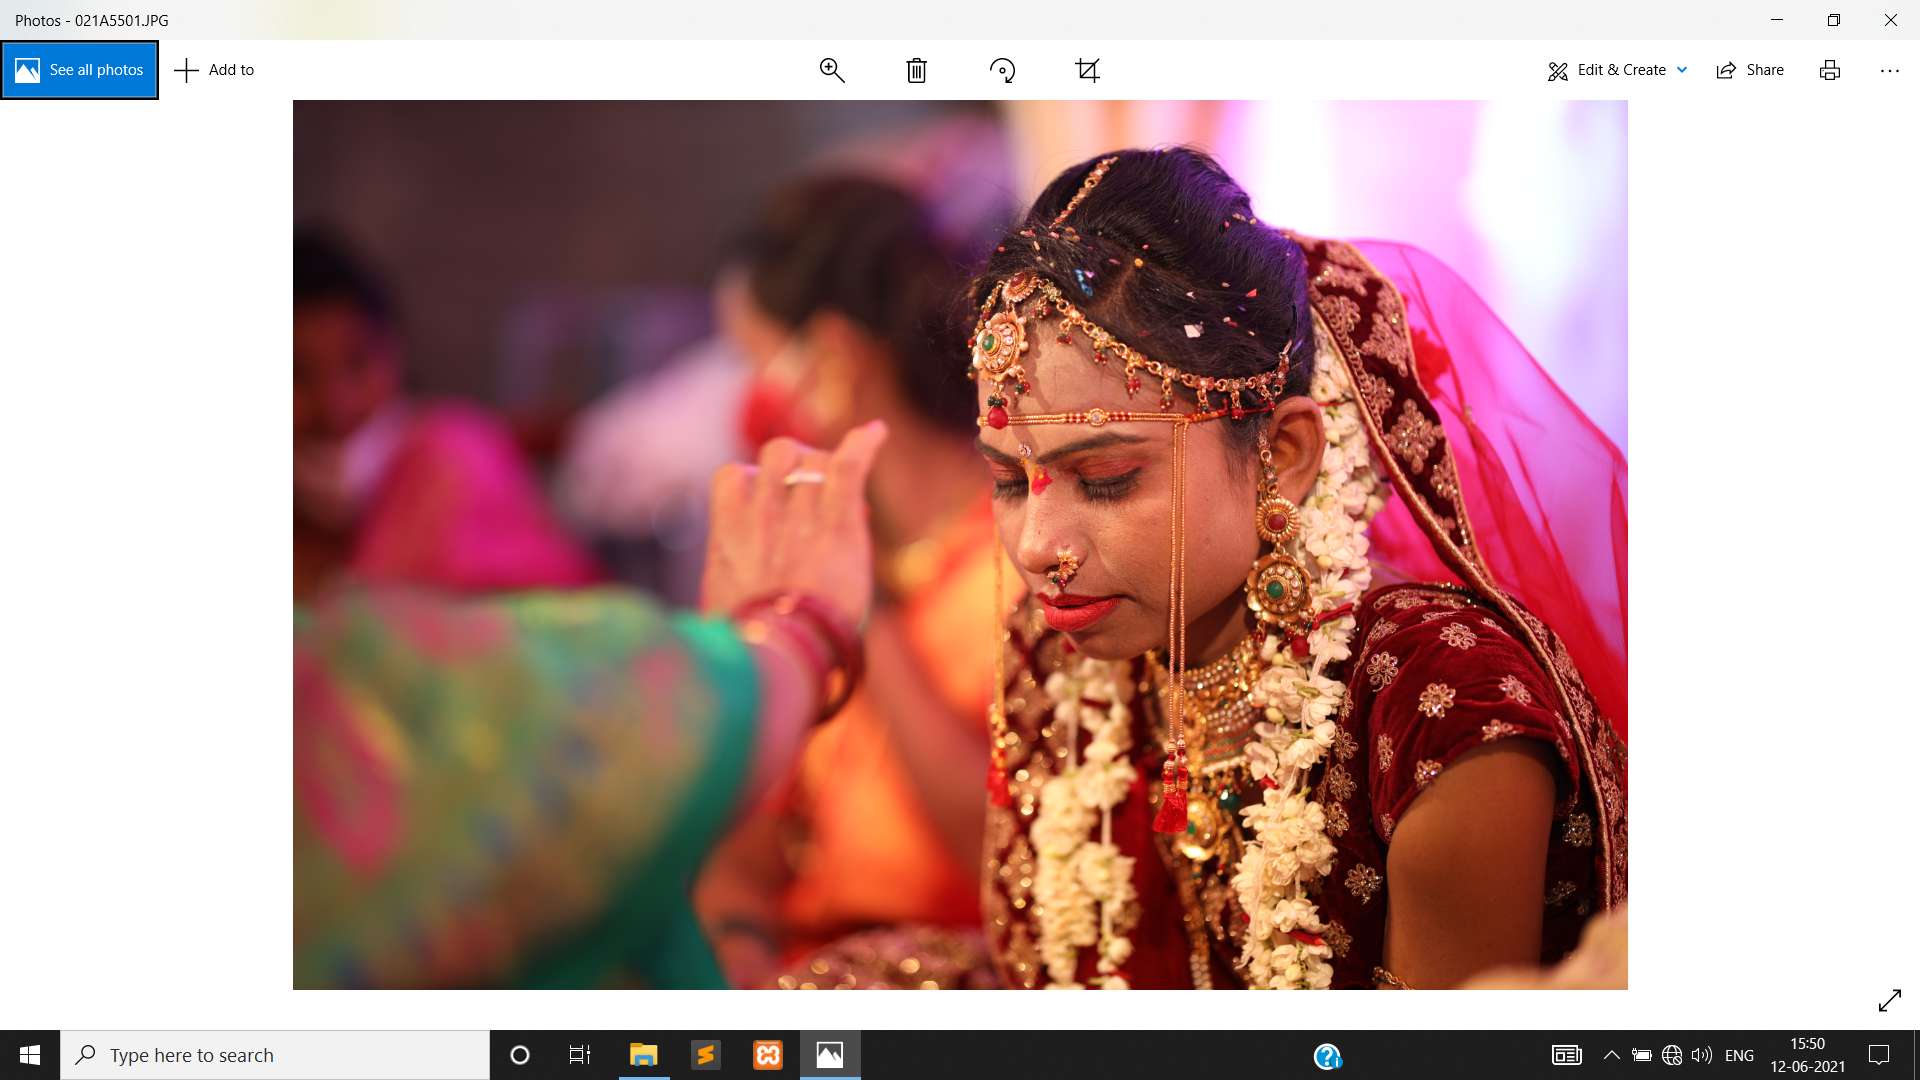 Photos - 021A5501.JPG
See all photos
Add to
Edit & Create
Share
Type here to search
ENG
15:50
12-06-2021